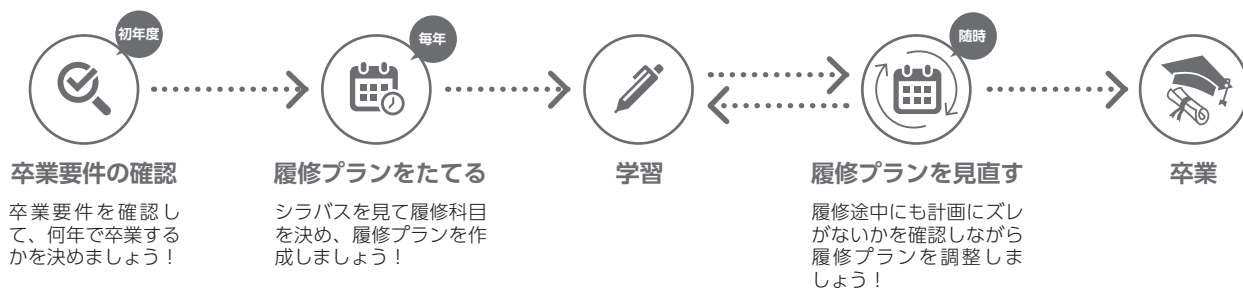 初年度
毎年
随時
卒業要件の確認
履修プランをたてる
学習
履修プランを見直す
卒業
卒業要件を確認し
て、何年で卒業する
かを決めましょう！
シラバスを見て履修科目
を決め、履修プランを作
成しましょう！
履修途中にも計画にズレ
がないかを確認しながら
履修プランを調整しま
しょう！